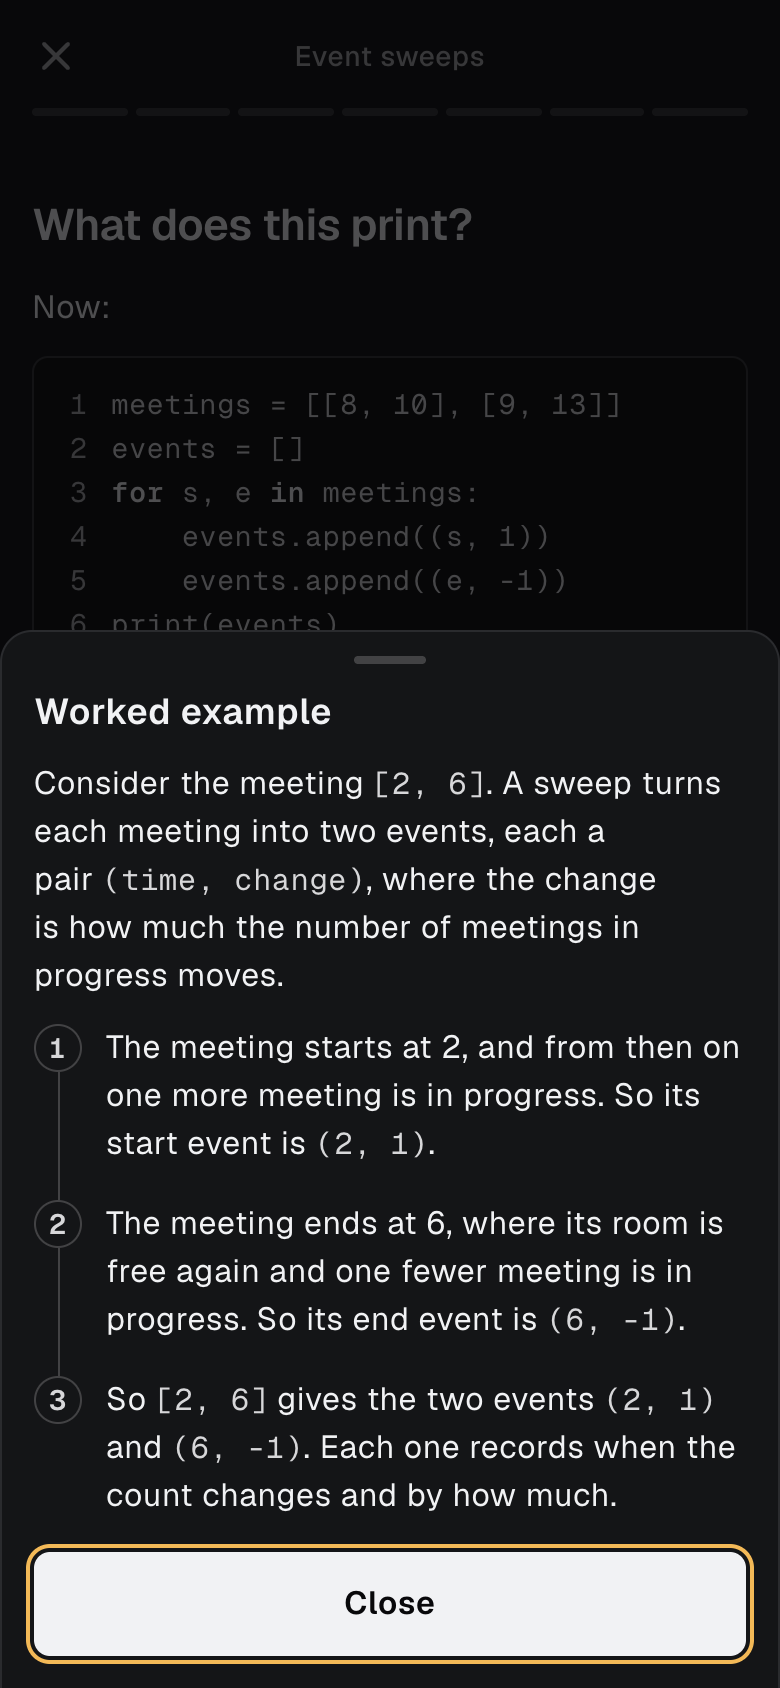 Event sweeps
What does this print?
Now:
1 meetings = [[8, 10], [9, 13]]
2 events = []
3 for s, e in meetings:
4     events.append((s, 1))
5     events.append((e, -1))
6 print(events)
Worked example
Consider the meeting [2, 6]. A sweep turns
each meeting into two events, each a
pair (time, change), where the change
is how much the number of meetings in
progress moves.
1 The meeting starts at 2, and from then on
one more meeting is in progress. So its
start event is (2, 1).
2 The meeting ends at 6, where its room is
free again and one fewer meeting is in
progress. So its end event is (6, -1).
3 So [2, 6] gives the two events (2, 1)
and (6, -1). Each one records when the
count changes and by how much.
Close